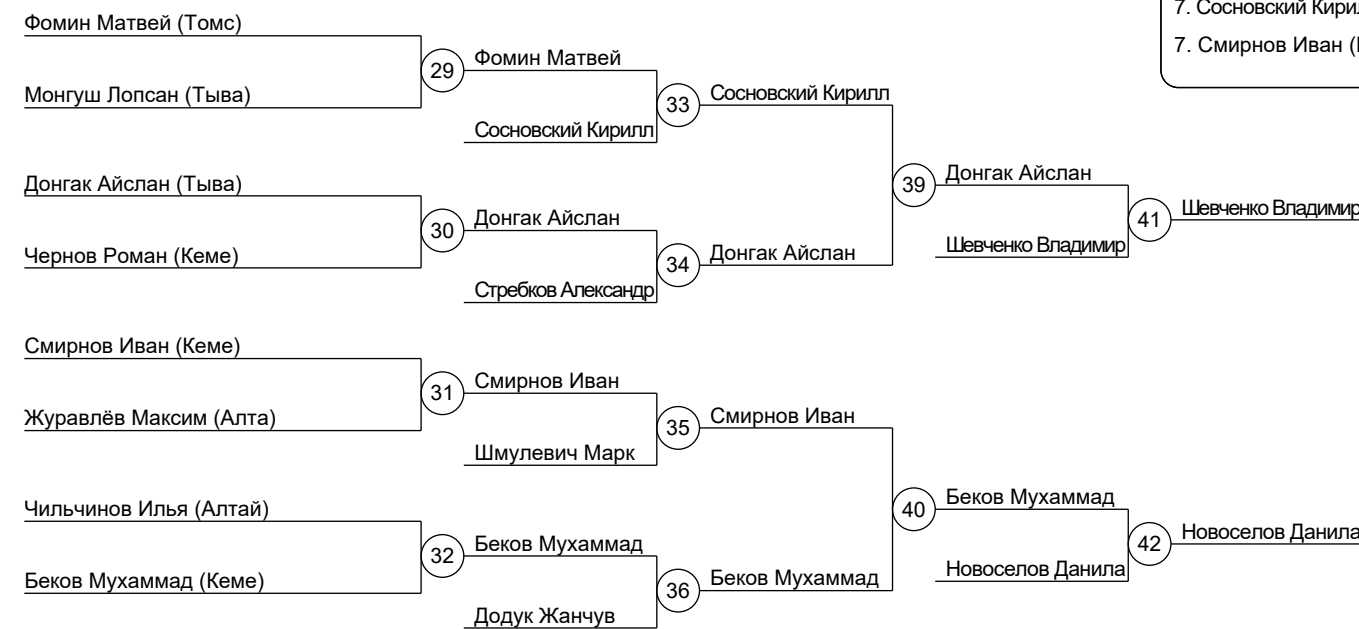 7. Сосновский
7. Смирнов Иван
Фомин Матвей (Томс)
29
Фомин Матвей
Монгуш Лопсан (Тыва)
33
Сосновский Кирилл
Сосновский Кирилл
Донгак Айслан (Тыва)
39
Донгак Айслан
30
Донгак Айслан
41
Шевченко Владимир
Чернов Роман (Кеме)
34
Донгак Айслан
Шевченко Владимир
Стребков Александр
Смирнов Иван (Кеме)
31
Смирнов Иван
Журавлёв Максим (Алта)
35
Смирнов Иван
Шмулевич Марк
Чильчинов Илья (Алтай)
40
Беков Мухаммад
32
Беков Мухаммад
42
Новоселов Данила
Беков Мухаммад (Кеме)
36
Беков Мухаммад
Новоселов Данила
Додук Жанчув